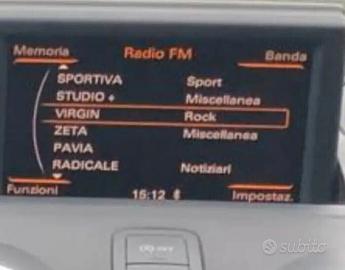 Memoria Radio FM Banda
SPORTIVA Sport
STUDIO + Miscellanea
VIRGIN Rock
ZETA Miscellanea
PAVIA
RADICALE Notiziari
Funzioni 15:12 Impostaz.
OFF
subito